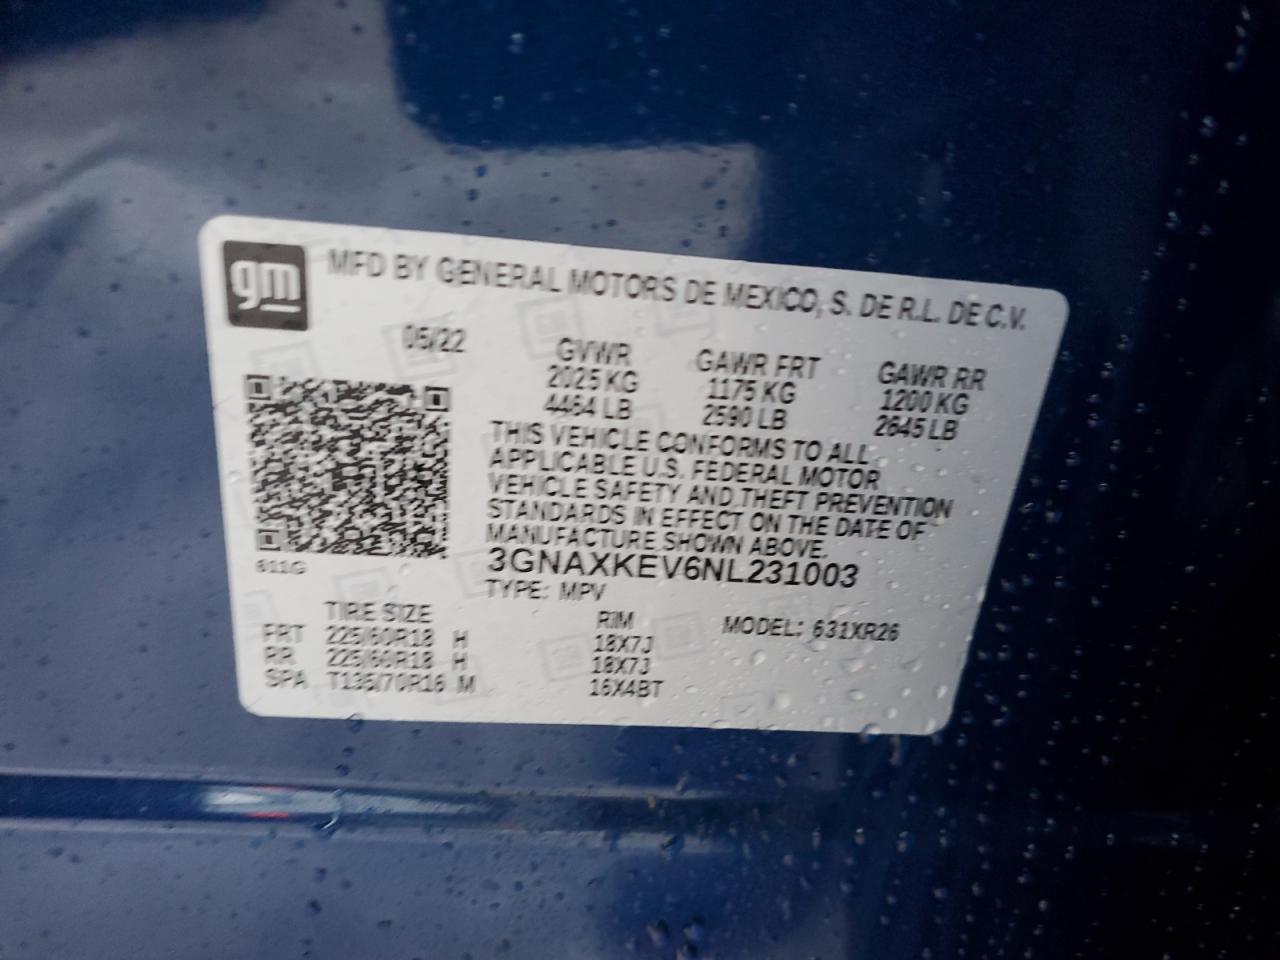 gm
MFD BY GENERAL MOTORS DE MEXICO, S. DE R.L. DE C.V.
05/22 GVWR GAWR FRT GAWR RR
2025 KG 1175 KG 1200 KG
4464 LB 2590 LB 2645 LB
THIS VEHICLE CONFORMS TO ALL
APPLICABLE U.S. FEDERAL MOTOR
VEHICLE SAFETY AND THEFT PREVENTION
STANDARDS IN EFFECT ON THE DATE OF
MANUFACTURE SHOWN ABOVE.
3GNAXKEV6NL231003
611G
TYPE: MPV
TIRE SIZE RIM MODEL: 631XR26
FRT 225/60R18 H 18X7J
RR 225/60R18 H 18X7J
SPA T135/70R16 M 16X4BT